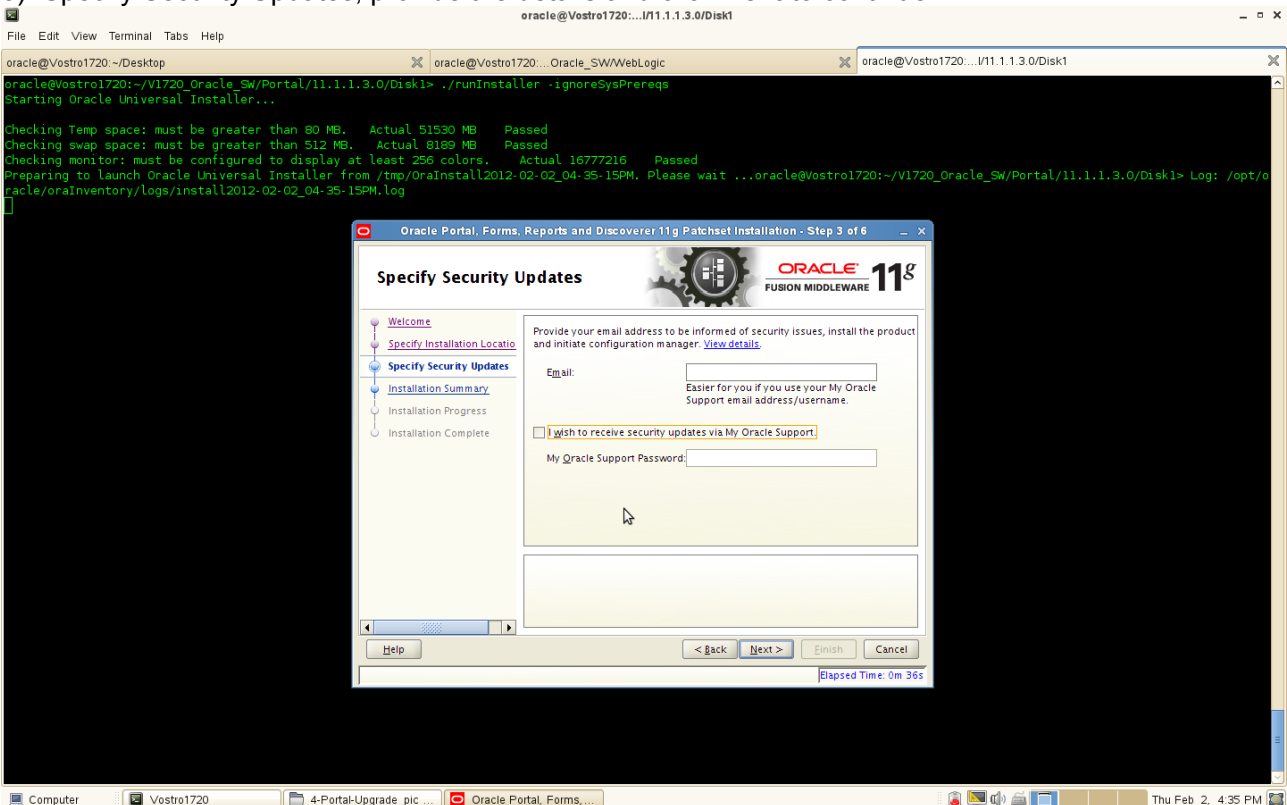 oracle@Vostro1720:...l/11.1.1.3.0/Disk1
File Edit View Terminal Tabs Help
oracle@Vostro1720:~/Desktop
oracle@Vostro1720:...Oracle_SW/WebLogic
oracle@Vostro1720:...l/11.1.1.3.0/Disk1
oracle@Vostro1720:~/V1720_Oracle_SW/Portal/11.1.1.3.0/Disk1> ./runInstaller -ignoreSysPrereqs
Starting Oracle Universal Installer...
Checking Temp space: must be greater than 80 MB. Actual 51530 MB Passed
Checking swap space: must be greater than 512 MB. Actual 8189 MB Passed
Checking monitor: must be configured to display at least 256 colors. Actual 16777216 Passed
Preparing to launch Oracle Universal Installer from /tmp/OraInstall2012-02-02_04-35-15PM. Please wait ...oracle@Vostro1720:~/V1720_Oracle_SW/Portal/11.1.1.3.0/Disk1> Log: /opt/o
racle/oraInventory/logs/install2012-02-02_04-35-15PM.log
Oracle Portal, Forms, Reports and Discoverer 11g Patchset Installation - Step 3 of 6
Specify Security Updates
ORACLE
FUSION MIDDLEWARE
11g
Welcome
Specify Installation Locatio
Specify Security Updates
Installation Summary
Installation Progress
Installation Complete
Provide your email address to be informed of security issues, install the product
and initiate configuration manager. View details.
Email:
Easier for you if you use your My Oracle
Support email address/username.
I wish to receive security updates via My Oracle Support.
My Oracle Support Password:
Help
< Back
Next >
Finish
Cancel
Elapsed Time: 0m 36s
Computer
Vostro1720
4-Portal-Upgrade_pic ...
Oracle Portal, Forms,...
Thu Feb 2, 4:35 PM